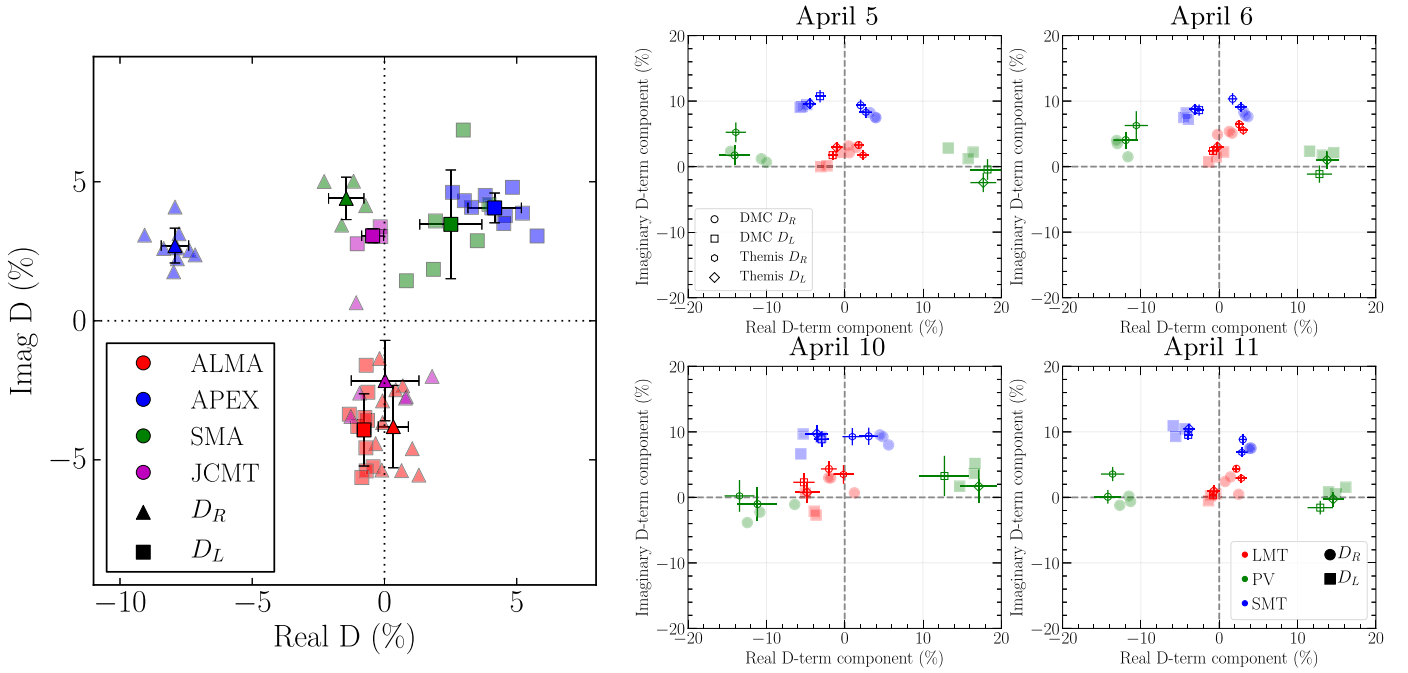 5
0
−5
Imag D (%)
−10
−5
0
5
Real D (%)
ALMA
APEX
SMA
JCMT
D_R
D_L
April 5
20
10
0
−10
−20
Imaginary D-term component (%)
DMC D_R
DMC D_L
Themis D_R
Themis D_L
−20
−10
0
10
20
Real D-term component (%)
April 6
20
10
0
−10
−20
Imaginary D-term component (%)
−20
−10
0
10
20
Real D-term component (%)
April 10
20
10
0
−10
−20
Imaginary D-term component (%)
−20
−10
0
10
20
Real D-term component (%)
April 11
20
10
0
−10
−20
Imaginary D-term component (%)
LMT D_R
PV D_L
SMT
−20
−10
0
10
20
Real D-term component (%)